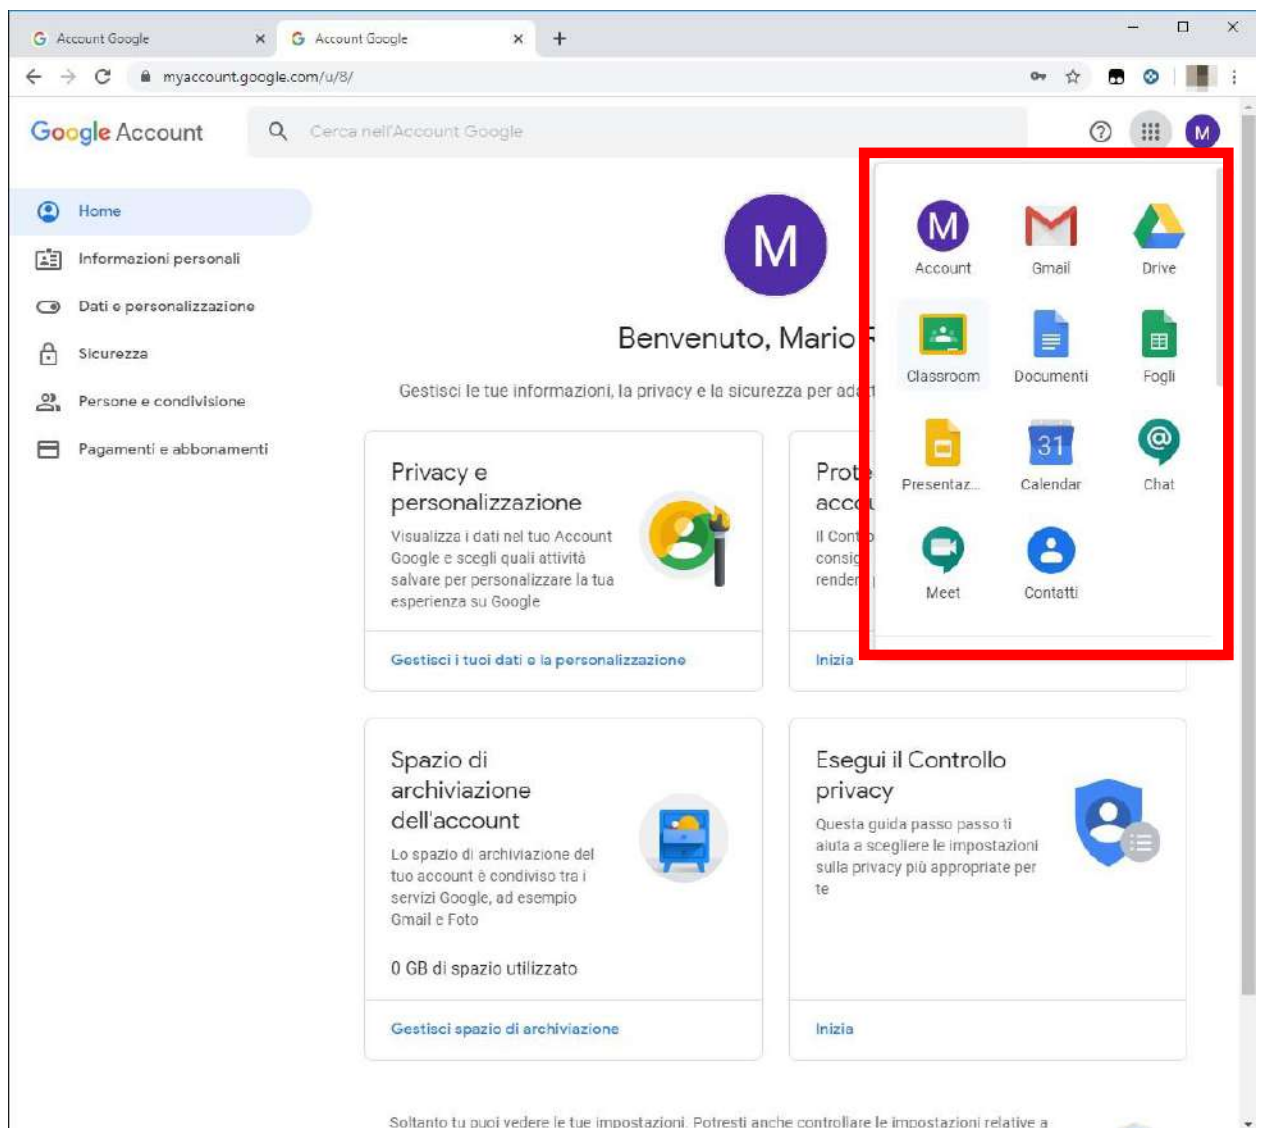 Account Google
Account Google
myaccount.google.com/u/8/
Google Account
Cerca nell'Account Google
M
Home
Informazioni personali
Dati e personalizzazione
Sicurezza
Persone e condivisione
Pagamenti e abbonamenti
M
Benvenuto, Mario
Gestisci le tue informazioni, la privacy e la sicurezza per
M
Account
Gmail
Drive
Classroom
Documenti
Fogli
Presentaz...
31
Calendar
@
Chat
Meet
Contatti
Privacy e
personalizzazione
Visualizza i dati nel tuo Account
Google e scegli quali attività
salvare per personalizzare la tua
esperienza su Google
Gestisci i tuoi dati e la personalizzazione
Inizia
Spazio di
archiviazione
dell'account
Lo spazio di archiviazione del
tuo account è condiviso tra i
servizi Google, ad esempio
Gmail e Foto
0 GB di spazio utilizzato
Gestisci spazio di archiviazione
Esegui il Controllo
privacy
Questa guida passo passo ti
aiuta a scegliere le impostazioni
sulla privacy più appropriate per
te
Inizia
Soltanto tu puoi vedere le tue impostazioni. Potresti anche controllare le impostazioni relative a